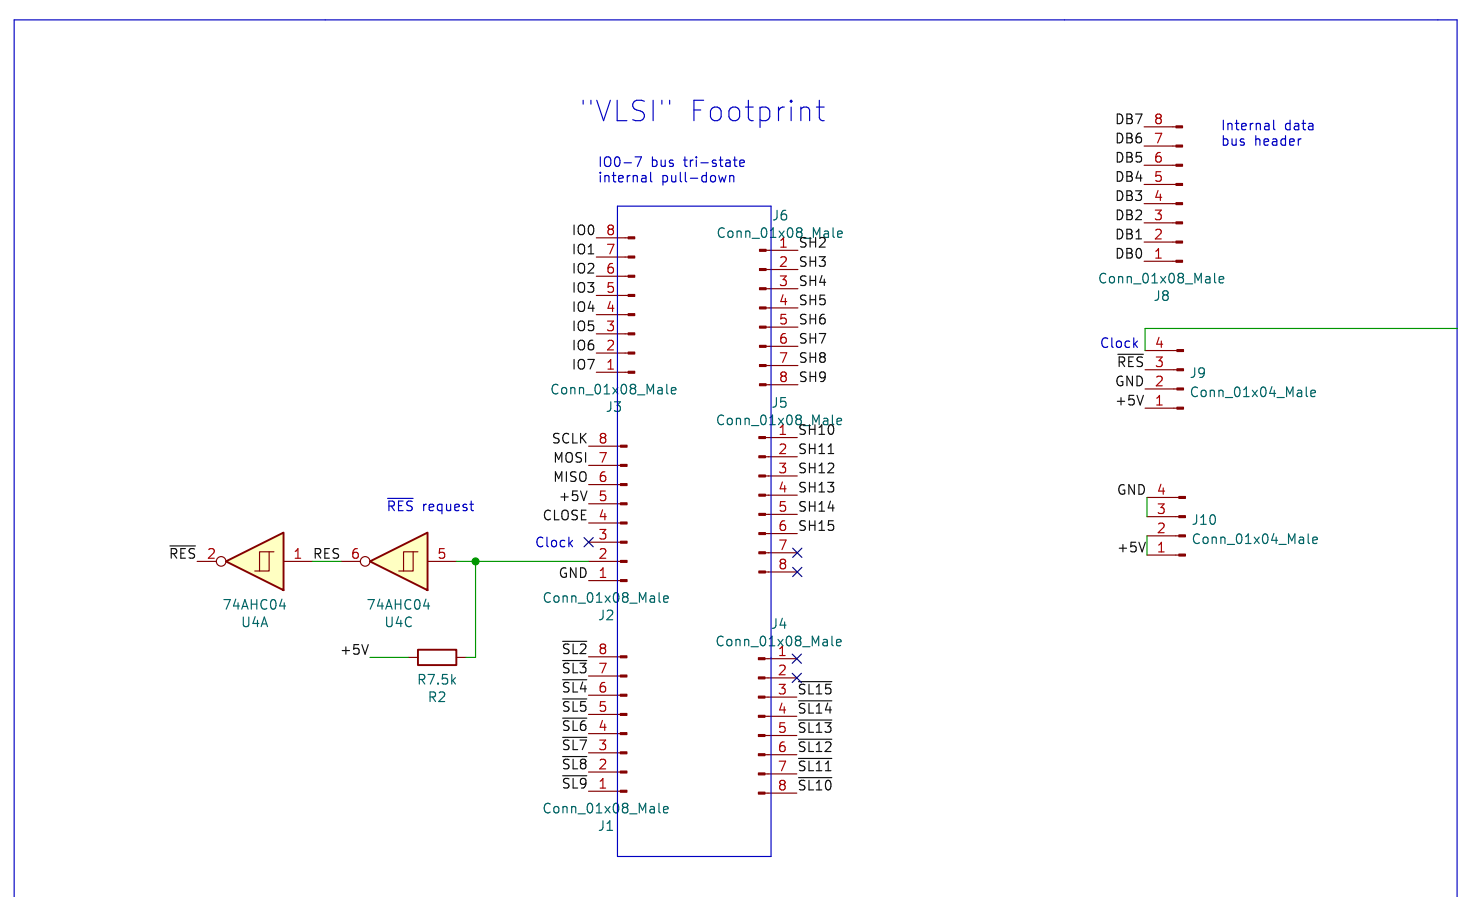 "VLSI" Footprint
IO0-7 bus tri-state
internal pull-down
IO0 8
IO1 7
IO2 6
IO3 5
IO4 4
IO5 3
IO6 2
IO7 1
Conn_01x08_Male
J3
SCLK 8
MOSI 7
MISO 6
+5V 5
CLOSE 4
Clock 3
2
GND 1
Conn_01x08_Male
J2
RES request
RES 2
1 RES 6
5
74AHC04
U4A
74AHC04
U4C
+5V
R7.5k
R2
SL2 8
SL3 7
SL4 6
SL5 5
SL6 4
SL7 3
SL8 2
SL9 1
Conn_01x08_Male
J1
J6
Conn_01x08_Male
1 SH2
2 SH3
3 SH4
4 SH5
5 SH6
6 SH7
7 SH8
8 SH9
J5
Conn_01x08_Male
1 SH10
2 SH11
3 SH12
4 SH13
5 SH14
6 SH15
7
8
J4
Conn_01x08_Male
1
2
3 SL15
4 SL14
5 SL13
6 SL12
7 SL11
8 SL10
DB7 8
DB6 7
DB5 6
DB4 5
DB3 4
DB2 3
DB1 2
DB0 1
Conn_01x08_Male
J8
Internal data
bus header
Clock 4
RES 3
GND 2
+5V 1
J9
Conn_01x04_Male
GND 4
3
2
+5V 1
J10
Conn_01x04_Male